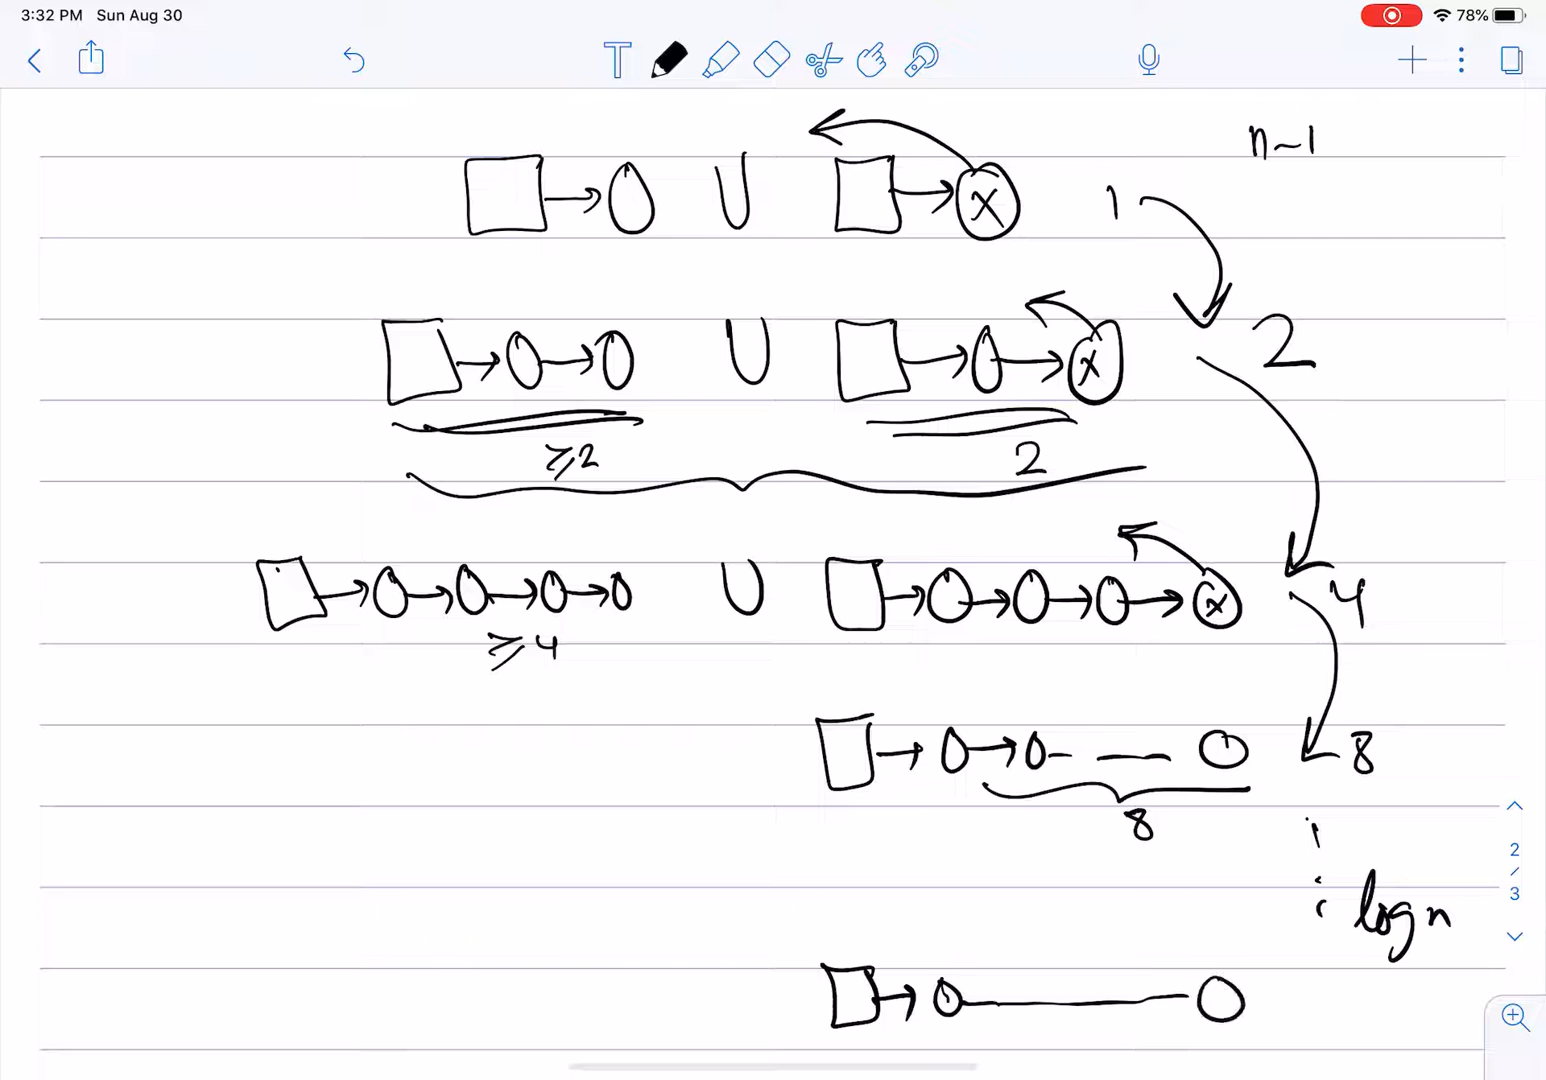 3:32 PM Sun Aug 30
78%
T
n-1
U X 1
U X 2
≥2 2
U X 4
≥4
8
8
2
3
log n